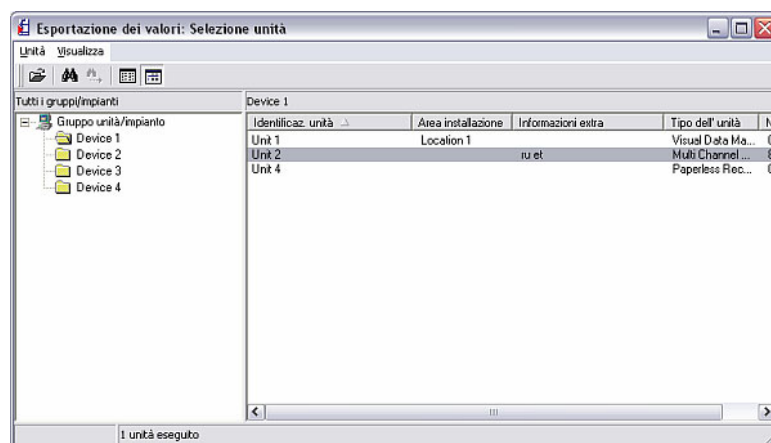 Esportazione dei valori: Selezione unità
Unità Visualizza
Tutti i gruppi/impianti
Device 1
Gruppo unità/impianto
Device 1
Device 2
Device 3
Device 4
Identificaz. unità Area installazione Informazioni extra Tipo dell' unità
Unit 1 Location 1 Visual Data Ma...
Unit 2 ru et Multi Channel ...
Unit 4 Paperless Rec...
1 unità eseguito